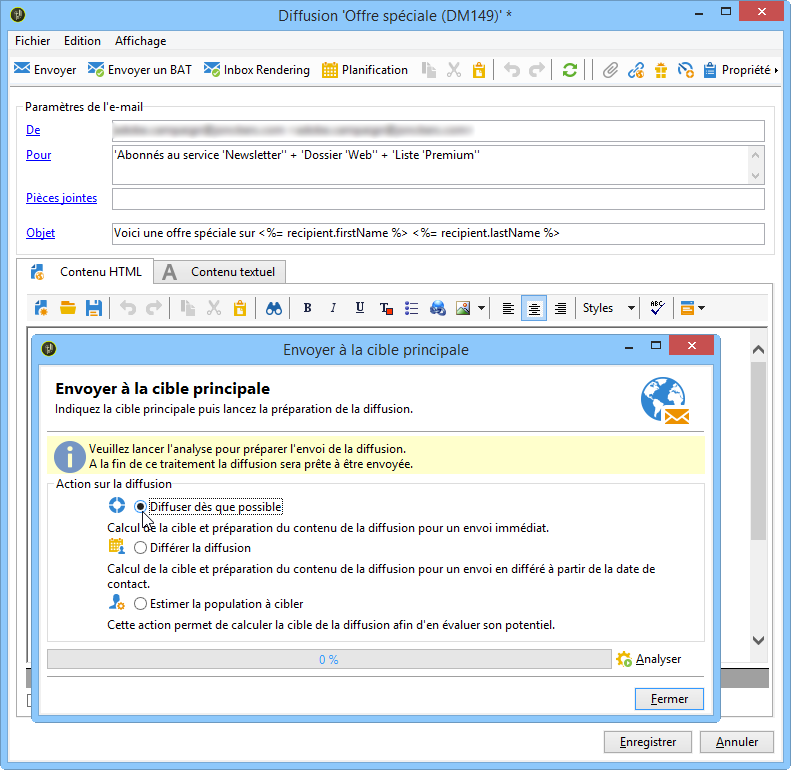 Diffusion 'Offre spéciale (DM149)' *
Fichier Edition Affichage
Envoyer Envoyer un BAT Inbox Rendering Planification Propriété
Paramètres de l'e-mail
De
Pour 'Abonnés au service 'Newsletter'' + 'Dossier 'Web'' + 'Liste 'Premium''
Pièces jointes
Objet Voici une offre spéciale sur <%= recipient.firstName %> <%= recipient.lastName %>
Contenu HTML A Contenu textuel
B I U T Styles ABC
Envoyer à la cible principale
Envoyer à la cible principale
Indiquez la cible principale puis lancez la préparation de la diffusion.
Veuillez lancer l'analyse pour préparer l'envoi de la diffusion.
A la fin de ce traitement la diffusion sera prête à être envoyée.
Action sur la diffusion
Diffuser dès que possible
Calcul de la cible et préparation du contenu de la diffusion pour un envoi immédiat.
Différer la diffusion
Calcul de la cible et préparation du contenu de la diffusion pour un envoi en différé à partir de la date de
contact.
Estimer la population à cibler
Cette action permet de calculer la cible de la diffusion afin d'en évaluer son potentiel.
0 % Analyser
Fermer
Enregistrer Annuler